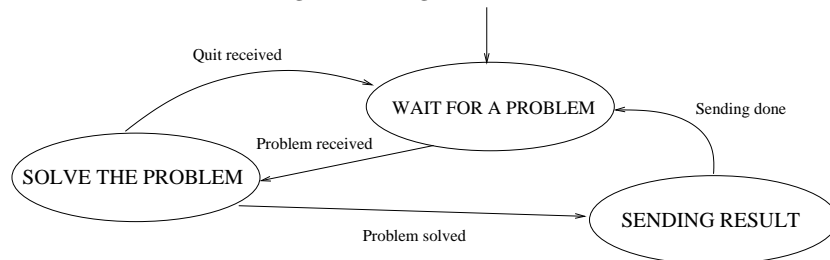 Quit received
WAIT FOR A PROBLEM
Sending done
Problem received
SOLVE THE PROBLEM
SENDING RESULT
Problem solved